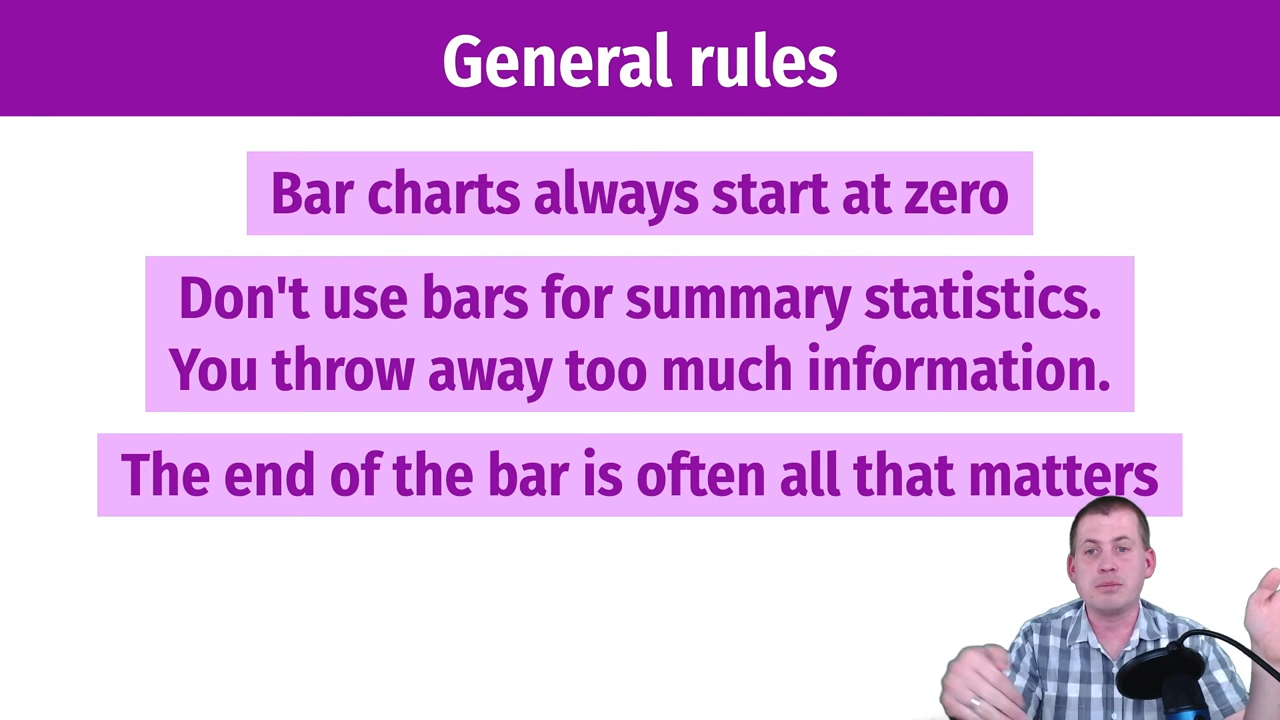 General rules
Bar charts always start at zero
Don't use bars for summary statistics.
You throw away too much information.
The end of the bar is often all that matters